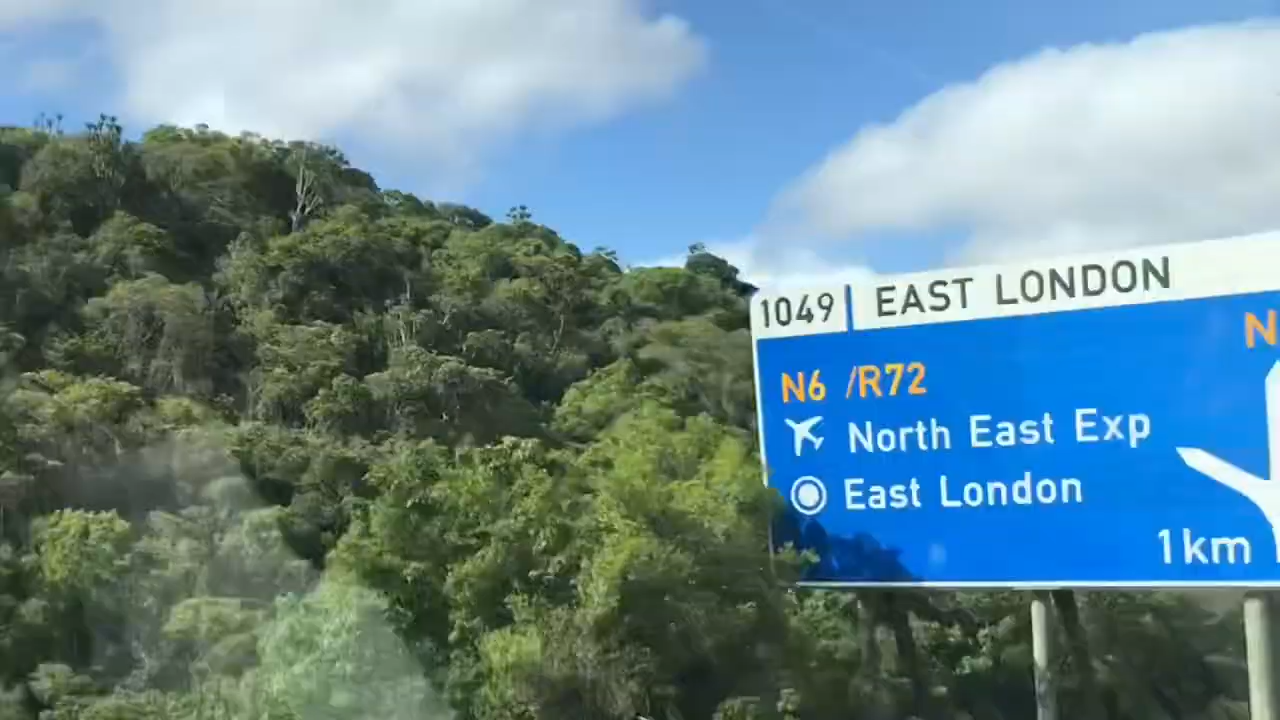 1049 EAST LONDON
N
N6 /R72
North East Exp
East London
1km